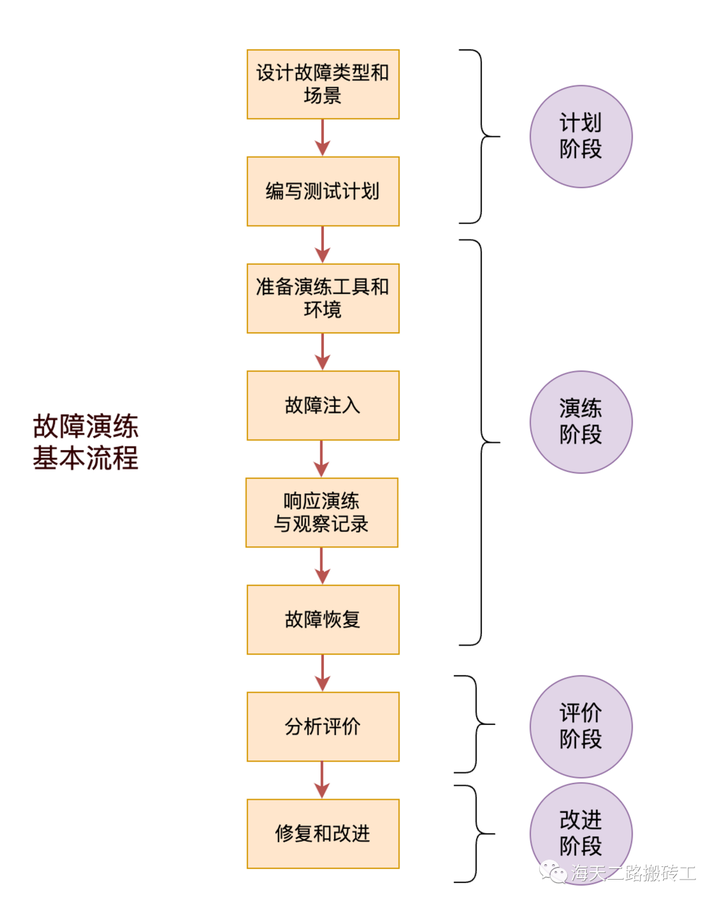 设计故障类型和
场景
计划
阶段
编写测试计划
准备演练工具和
环境
故障注入
演练
阶段
故障演练
基本流程
响应演练
与观察记录
故障恢复
分析评价
评价
阶段
修复和改进
改进
阶段
海天二路搬砖工